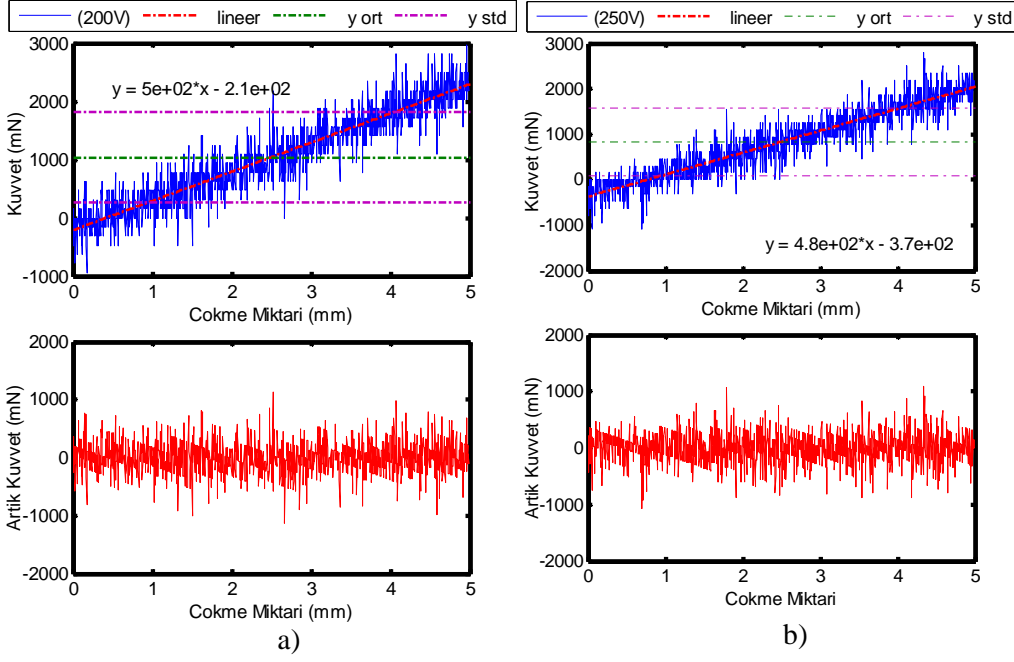 (200V) lineer y ort y std
3000
2000
1000
0
-1000
Kuvvet (mN)
y = 5e+02*x - 2.1e+02
0 1 2 3 4 5
Cokme Miktari (mm)
2000
1000
0
-1000
-2000
Artik Kuvvet (mN)
0 1 2 3 4 5
Cokme Miktari (mm)
a)
(250V) lineer y ort y std
3000
2000
1000
0
-1000
-2000
Kuvvet (mN)
y = 4.8e+02*x - 3.7e+02
0 1 2 3 4 5
Cokme Miktari (mm)
2000
1000
0
-1000
-2000
Artik Kuvvet (mN)
0 1 2 3 4 5
Cokme Miktari
b)